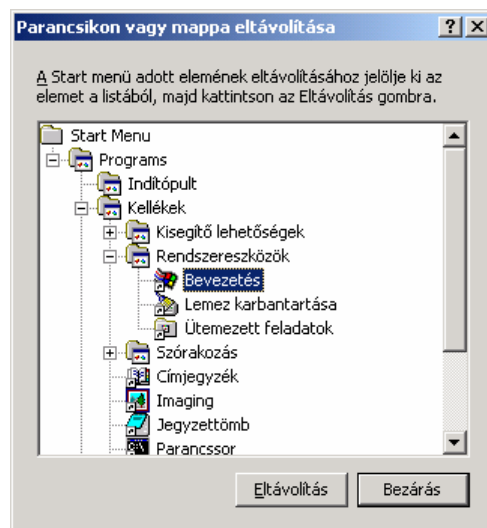 Parancsikon vagy mappa eltávolítása
A Start menü adott elemének eltávolításához jelölje ki az
elemet a listából, majd kattintson az Eltávolítás gombra.
Start Menu
Programs
Indítópult
Kellékek
Kisegítő lehetőségek
Rendszereszközök
Bevezetés
Lemez karbantartása
Ütemezett feladatok
Szórakozás
Címjegyzék
Imaging
Jegyzettömb
Parancssor
Eltávolítás
Bezárás